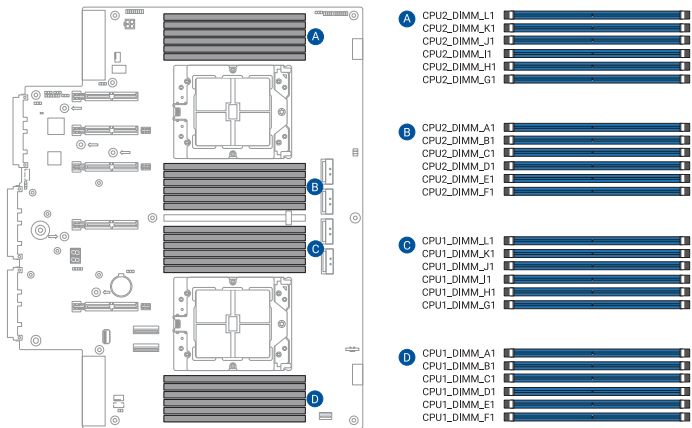 A
B
C
D
A
CPU2_DIMM_L1
CPU2_DIMM_K1
CPU2_DIMM_J1
CPU2_DIMM_I1
CPU2_DIMM_H1
CPU2_DIMM_G1
B
CPU2_DIMM_A1
CPU2_DIMM_B1
CPU2_DIMM_C1
CPU2_DIMM_D1
CPU2_DIMM_E1
CPU2_DIMM_F1
C
CPU1_DIMM_L1
CPU1_DIMM_K1
CPU1_DIMM_J1
CPU1_DIMM_I1
CPU1_DIMM_H1
CPU1_DIMM_G1
D
CPU1_DIMM_A1
CPU1_DIMM_B1
CPU1_DIMM_C1
CPU1_DIMM_D1
CPU1_DIMM_E1
CPU1_DIMM_F1